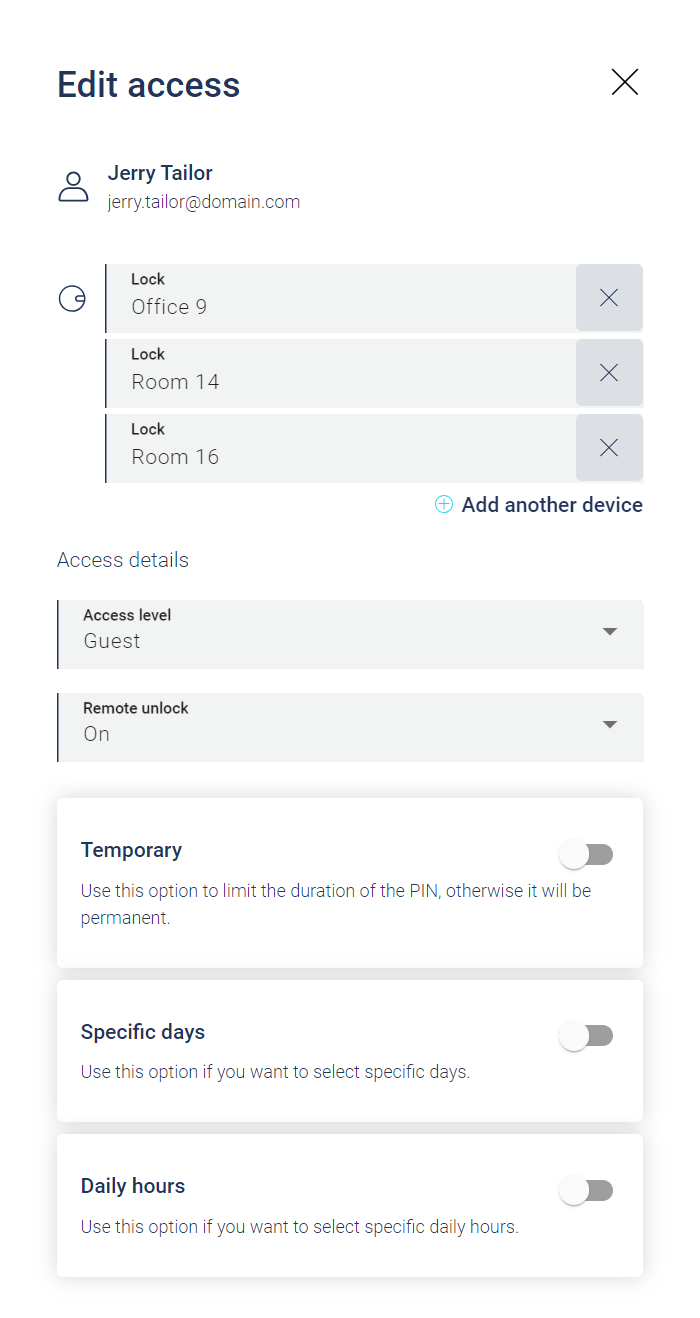 Edit access
Jerry Tailor
jerry.tailor@domain.com
Lock
Office 9
Lock
Room 14
Lock
Room 16
Add another device
Access details
Access level
Guest
Remote unlock
On
Temporary
Use this option to limit the duration of the PIN, otherwise it will be
permanent.
Specific days
Use this option if you want to select specific days.
Daily hours
Use this option if you want to select specific daily hours.